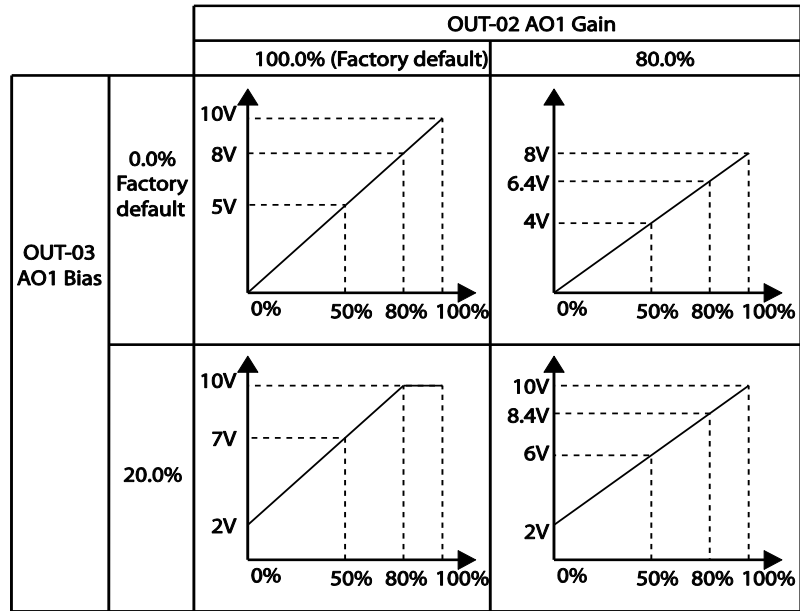 OUT-02 AO1 Gain
100.0% (Factory default)
80.0%
OUT-03
AO1 Bias
0.0%
Factory
default
10V
8V
5V
0%
50%
80%
100%
8V
6.4V
4V
0%
50%
80%
100%
20.0%
10V
7V
2V
0%
50%
80%
100%
10V
8.4V
6V
2V
0%
50%
80%
100%